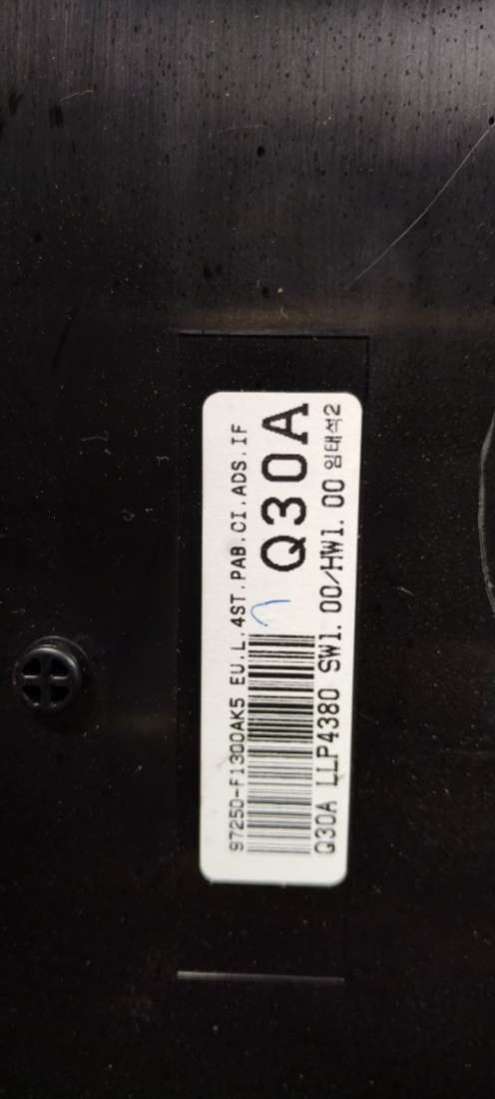 97250-F1300AK5 EU.L.4ST.PAB.CI.ADS.IF
Q30A
Q30A LLP4380 SW1.00/HW1.00 임태석2